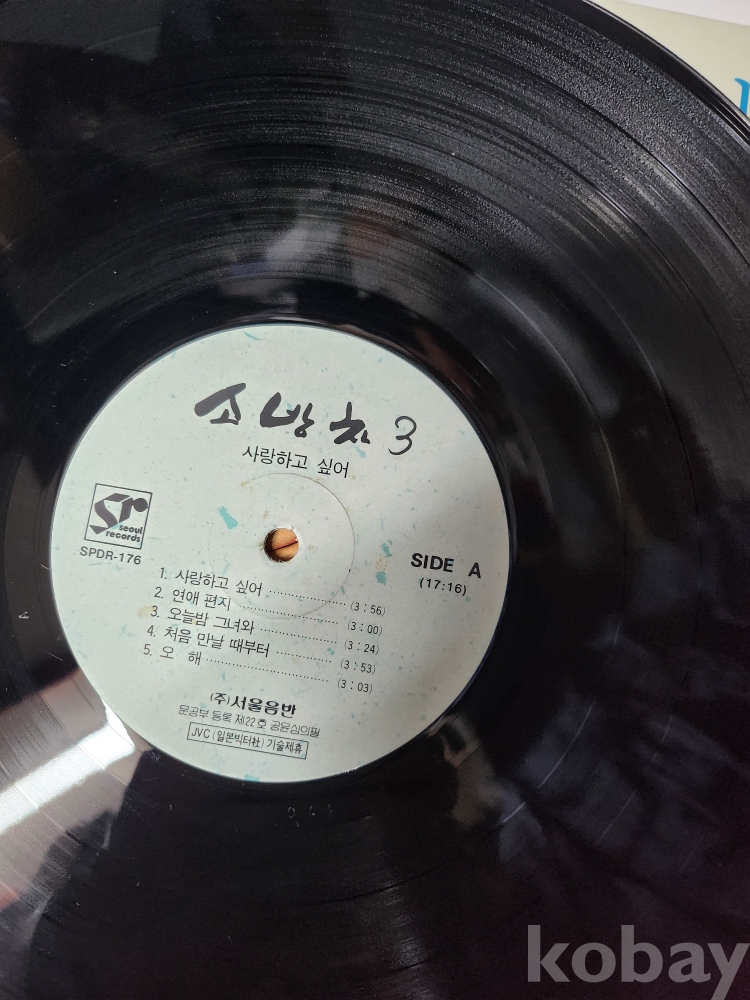 소방차 3
사랑하고 싶어
sr
seoul
records
SPDR-176
SIDE A
(17:16)
1. 사랑하고 싶어 (3:56)
2. 연애 편지 (3:00)
3. 오늘밤 그녀와 (3:24)
4. 처음 만날 때부터 (3:53)
5. 오 해 (3:03)
(주)서울음반
문공부 등록 제22호 공윤심의필
JVC (일본빅터社) 기술제휴
kobay